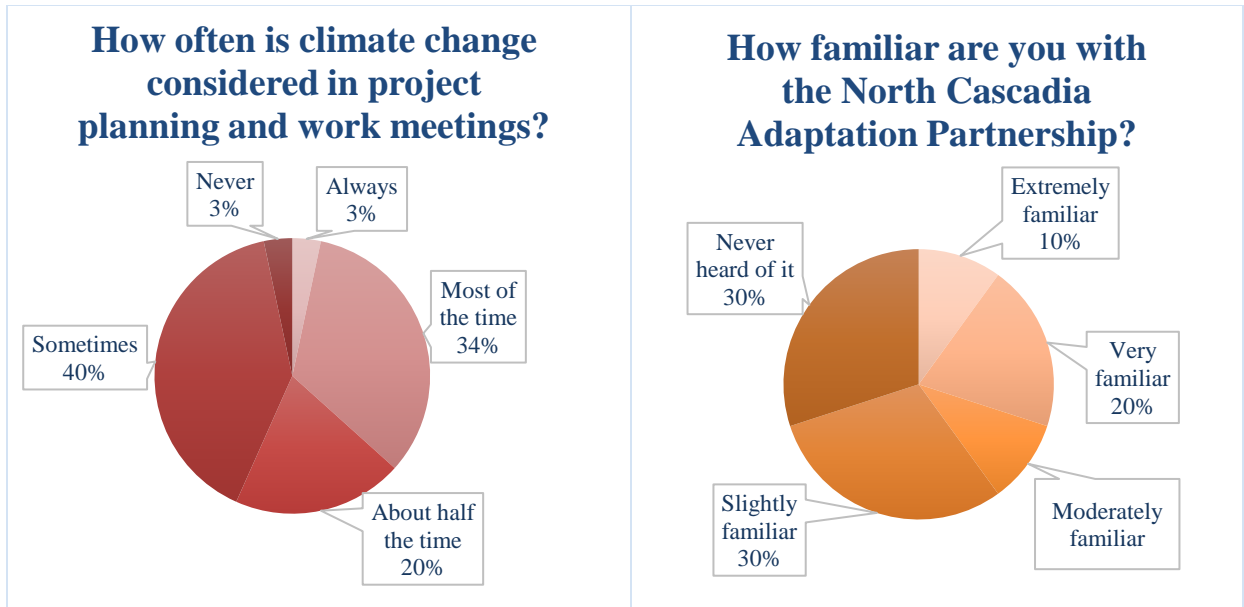 How often is climate change
considered in project
planning and work meetings?
Never
3%
Always
3%
Most of
the time
34%
Sometimes
40%
About half
the time
20%
How familiar are you with
the North Cascadia
Adaptation Partnership?
Extremely
familiar
10%
Never
heard of it
30%
Very
familiar
20%
Slightly
familiar
30%
Moderately
familiar